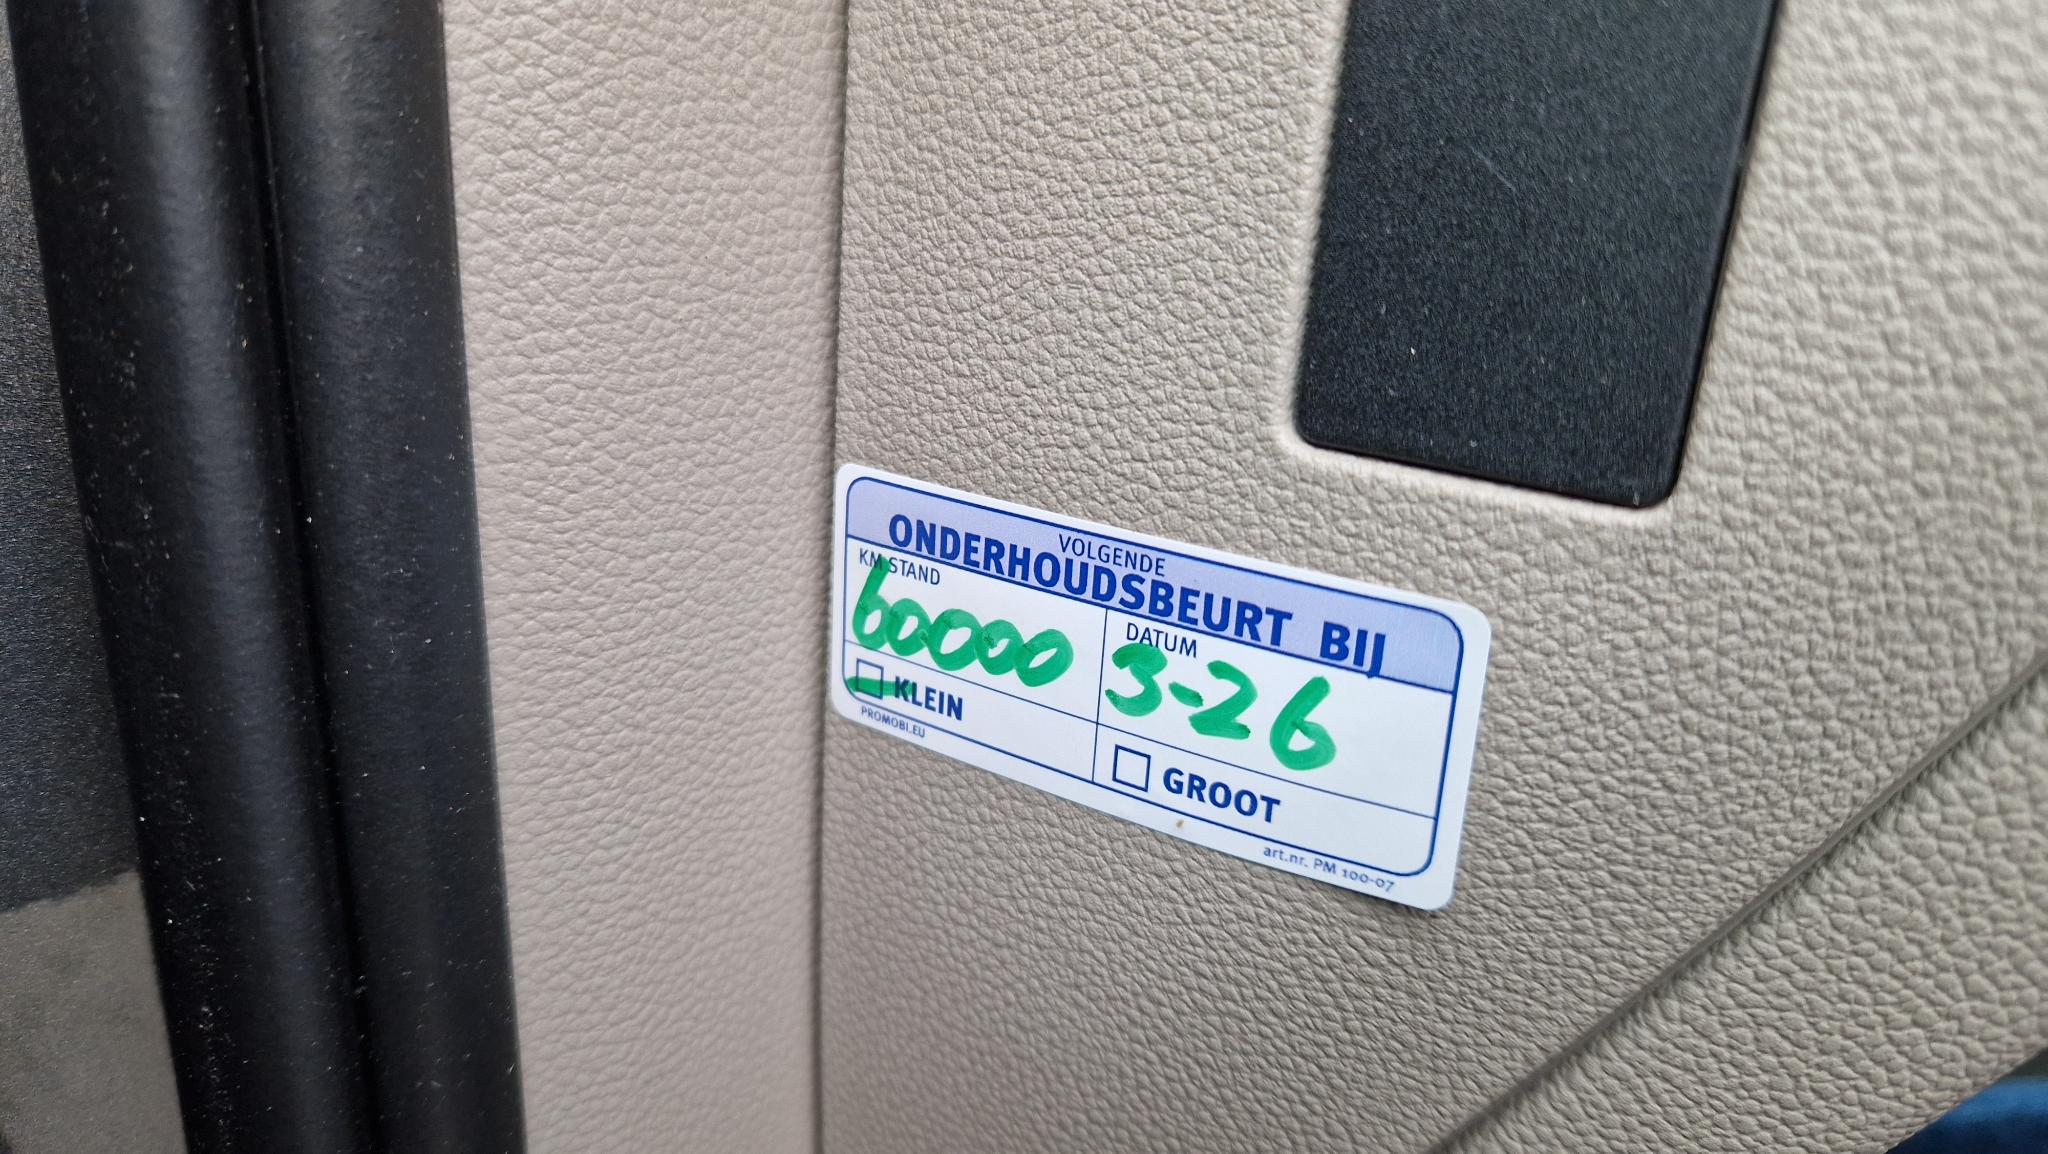 VOLGENDE
ONDERHOUDSBEURT BIJ
KM STAND
60000
DATUM
3-26
KLEIN
GROOT
PROMOBI.EU
art.nr. PM 100-07